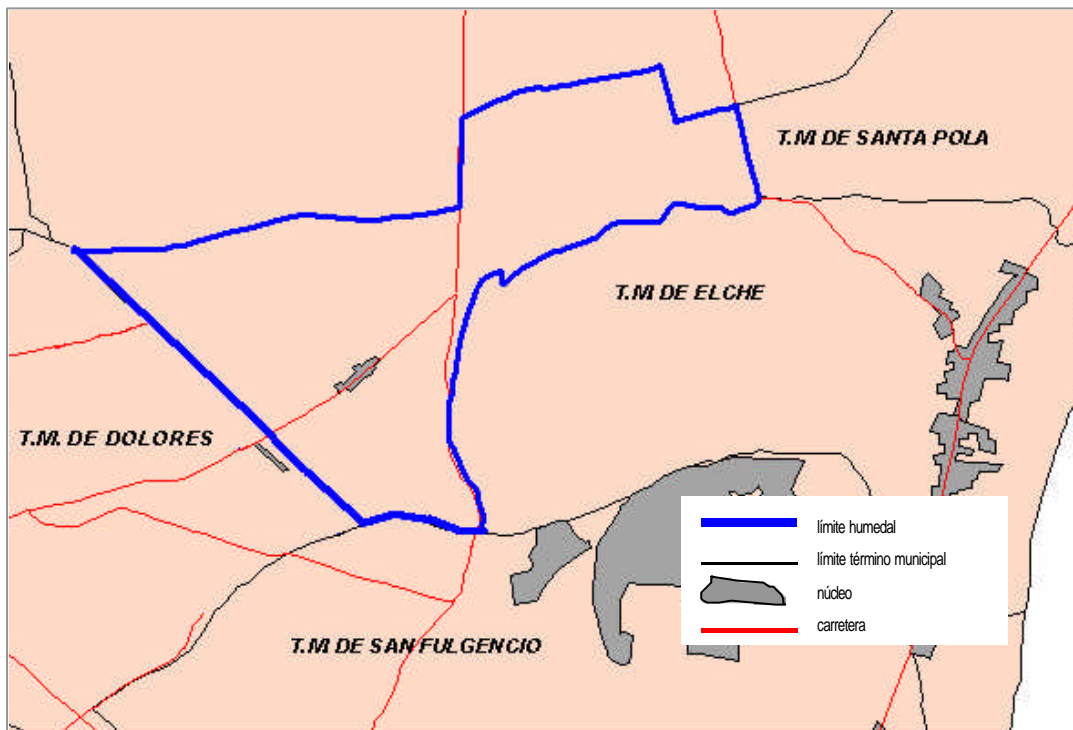 T.M DE SANTA POLA
T.M DE ELCHE
T.M. DE DOLORES
límite humedal
límite término municipal
núcleo
carretera
T.M DE SAN FULGENCIO